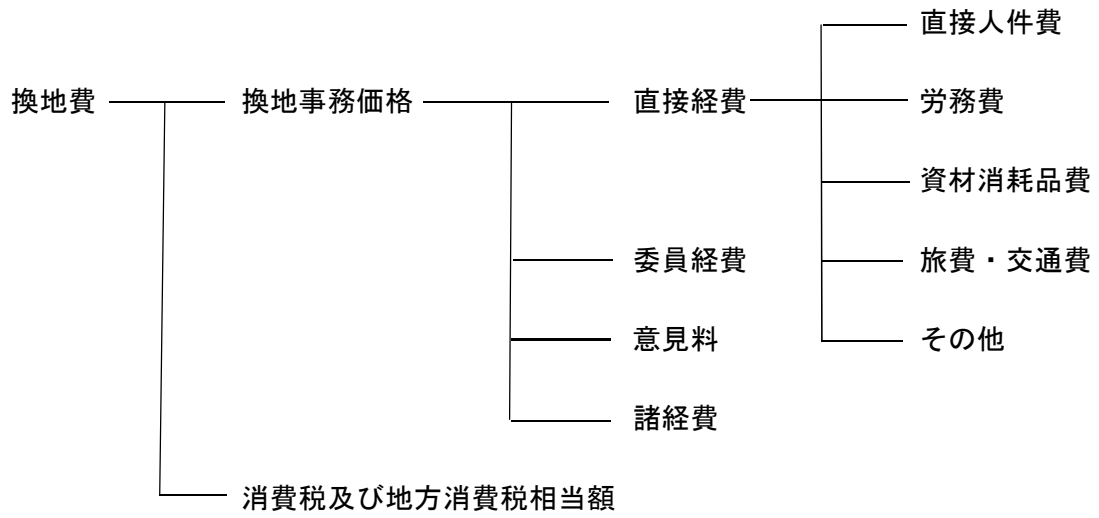 直接人件費
換地費 換地事務価格 直接経費 労務費
資材消耗品費
委員経費 旅費・交通費
意見料 その他
諸経費
消費税及び地方消費税相当額